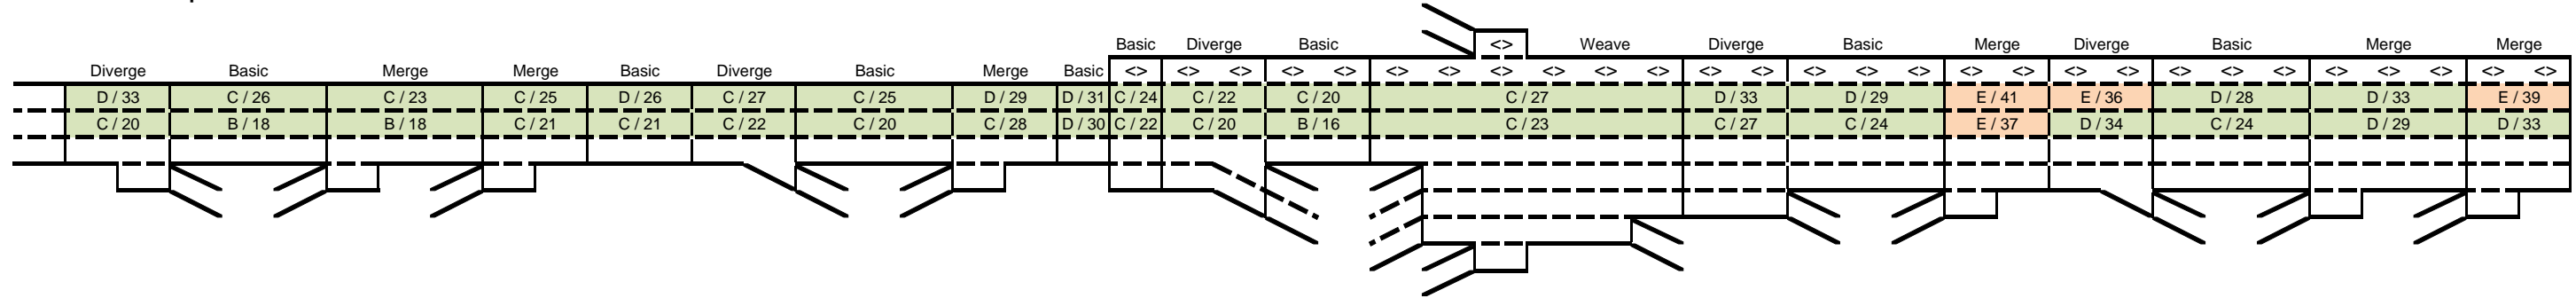 <>
Basic Diverge Basic Weave Diverge Basic Merge Diverge Basic Merge Merge
Diverge Basic Merge Merge Basic Diverge Basic Merge Basic <> <> <> <> <> <> <> <> <> <> <> <> <> <> <> <> <> <> <> <> <> <> <> <> <> <> <> <>
D / 33 C / 26 C / 23 C / 25 D / 26 C / 27 C / 25 D / 29 D / 31 C / 24 C / 22 C / 20 C / 27 D / 33 D / 29 E / 41 E / 36 D / 28 D / 33 E / 39
C / 20 B / 18 B / 18 C / 21 C / 21 C / 22 C / 20 C / 28 D / 30 C / 22 C / 20 B / 16 C / 23 C / 27 C / 24 E / 37 D / 34 C / 24 D / 29 D / 33